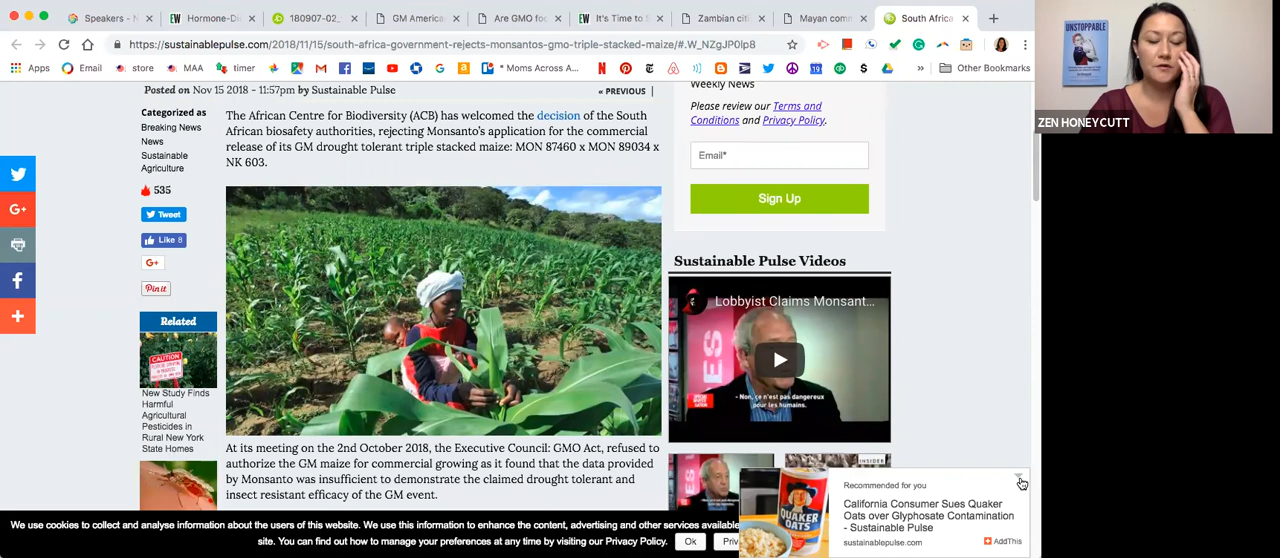 Speakers - N
Hormone-Di
180907-02_
GM American
Are GMO foo
It's Time to S
Zambian citi
Mayan comm
South Africa
https://sustainablepulse.com/2018/11/15/south-africa-government-rejects-monsantos-gmo-triple-stacked-maize/#.W_NZgJP0lp8
Apps
Email
store
MAA
timer
* Moms Across A...
Other Bookmarks
Posted on Nov 15 2018 - 11:57pm by Sustainable Pulse
« PREVIOUS |
Categorized as
Breaking News
News
Sustainable
Agriculture
535
Tweet
Like 8
G+
Pin it
Related
New Study Finds
Harmful
Agricultural
Pesticides in
Rural New York
State Homes
The African Centre for Biodiversity (ACB) has welcomed the decision of the South
African biosafety authorities, rejecting Monsanto's application for the commercial
release of its GM drought tolerant triple stacked maize: MON 87460 x MON 89034 x
NK 603.
At its meeting on the 2nd October 2018, the Executive Council: GMO Act, refused to
authorize the GM maize for commercial growing as it found that the data provided
by Monsanto was insufficient to demonstrate the claimed drought tolerant and
insect resistant efficacy of the GM event.
Weekly News
Please review our Terms and
Conditions and Privacy Policy.
Email*
Sign Up
Sustainable Pulse Videos
Lobbyist Claims Monsant...
- Non, ça n'est pas dangereux
pour les humains.
INSIDER
Recommended for you
California Consumer Sues Quaker
Oats over Glyphosate Contamination
- Sustainable Pulse
sustainablepulse.com
AddThis
QUAKER
OATS
We use cookies to collect and analyse information about the users of this website. We use this information to enhance the content, advertising and other services available
site. You can find out how to manage your preferences at any time by visiting our Privacy Policy.
Ok
Priv
UNSTOPPABLE
ZEN HONEYCUTT